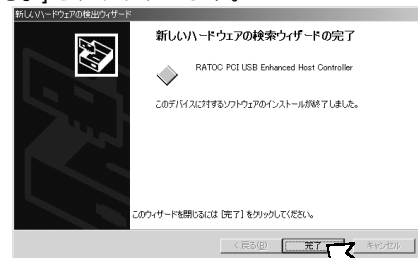 新しいハードウェアの検出ウィザード
新しいハードウェアの検索ウィザードの完了
RATOC PCI USB Enhanced Host Controller
このデバイスに対するソフトウェアのインストールが終了しました。
このウィザードを閉じるには [完了] をクリックしてください。
< 戻る(B)
完了
キャンセル